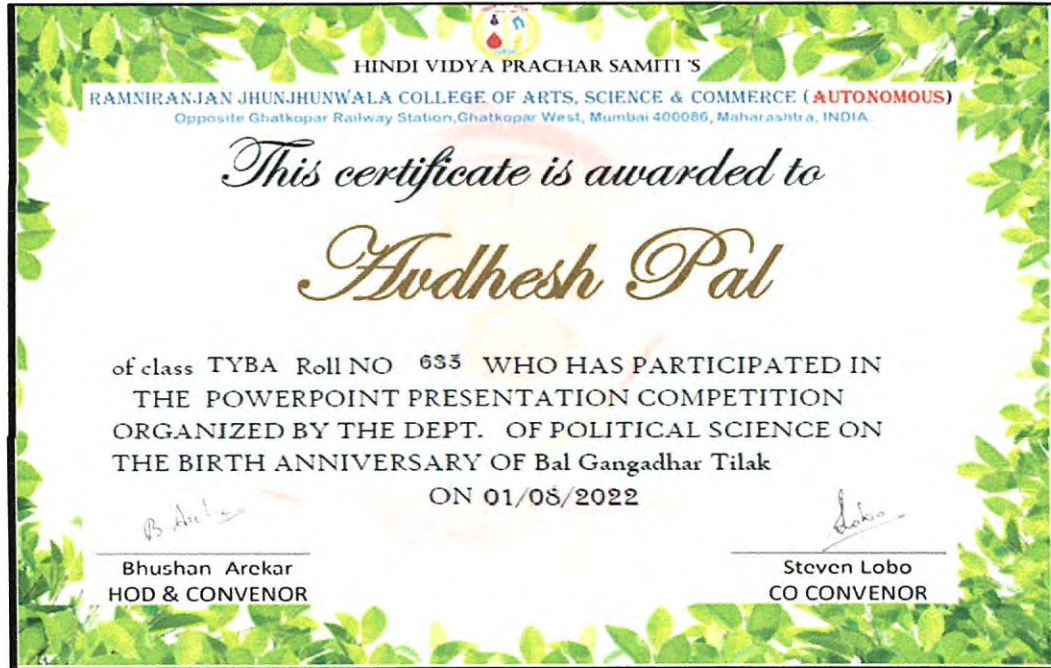 HINDI VIDYA PRACHAR SAMITI 'S
RAMNIRANJAN JHUNJHUNWALA COLLEGE OF ARTS, SCIENCE & COMMERCE (AUTONOMOUS)
Opposite Ghatkopar Railway Station,Ghatkopar West, Mumbai 400086, Maharashtra, INDIA.
This certificate is awarded to
Avdhesh Pal
of class TYBA Roll NO 635 WHO HAS PARTICIPATED IN
THE POWERPOINT PRESENTATION COMPETITION
ORGANIZED BY THE DEPT. OF POLITICAL SCIENCE ON
THE BIRTH ANNIVERSARY OF Bal Gangadhar Tilak
ON 01/08/2022
Bhushan Arekar
HOD & CONVENOR
Steven Lobo
CO CONVENOR